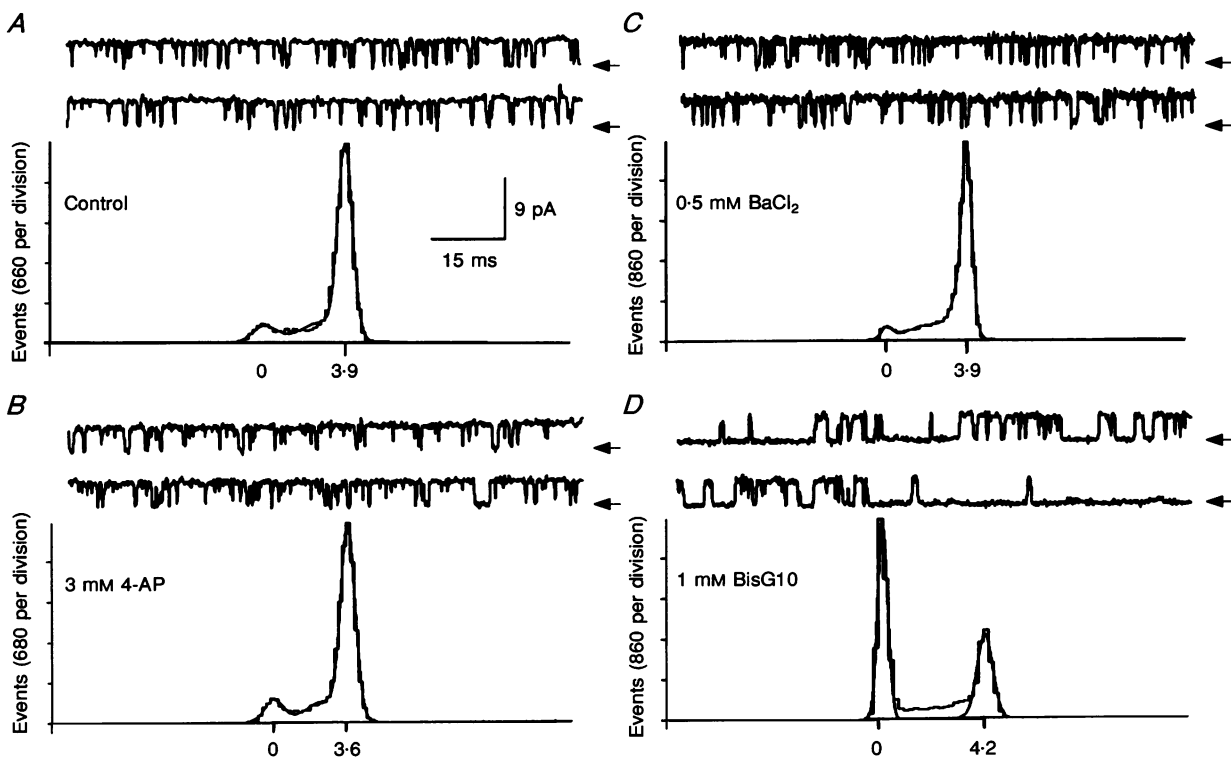 A
Events (660 per division)
Control
9 pA
15 ms
0 3·9
B
Events (680 per division)
3 mM 4-AP
0 3·6
C
Events (860 per division)
0·5 mM BaCl₂
0 3·9
D
Events (860 per division)
1 mM BisG10
0 4·2